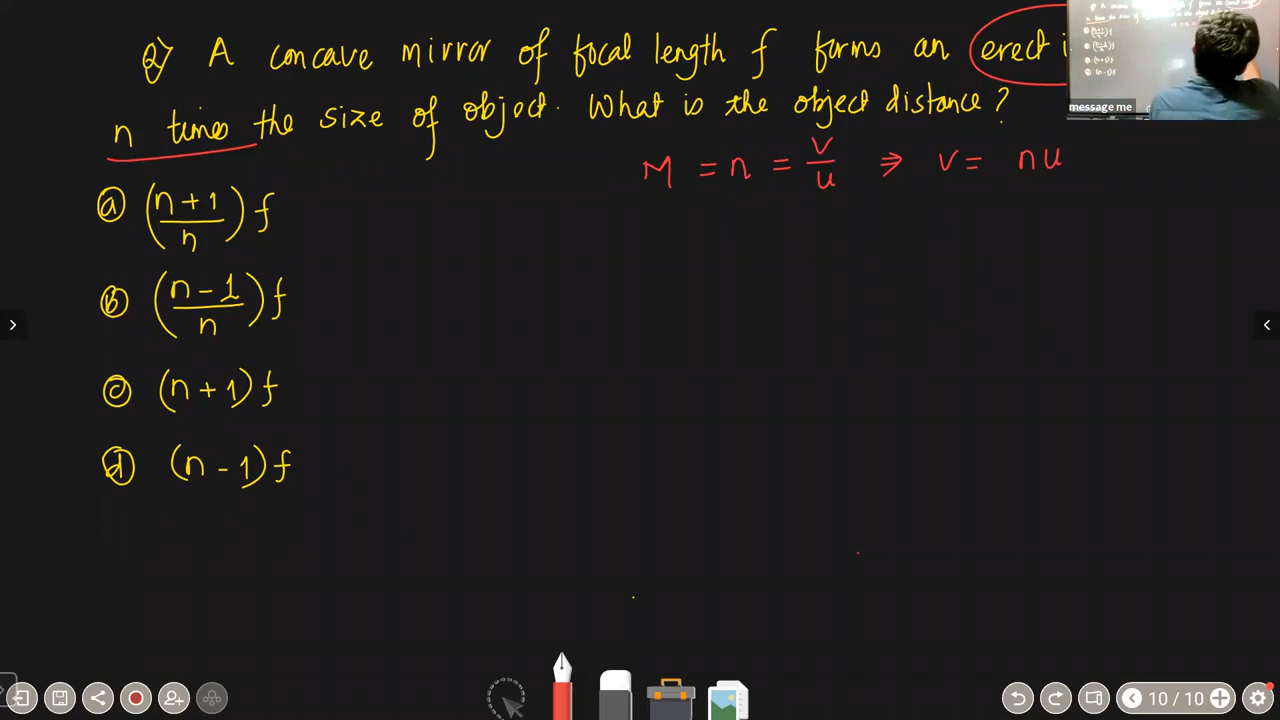 Q) A concave mirror of focal length f forms an erect
n times the size of object. What is the object distance?
M = n = v/u ⇒ v = nu
ⓐ ((n+1)/n) f
ⓑ ((n-1)/n) f
ⓒ (n+1) f
ⓓ (n-1) f
message me
10/10